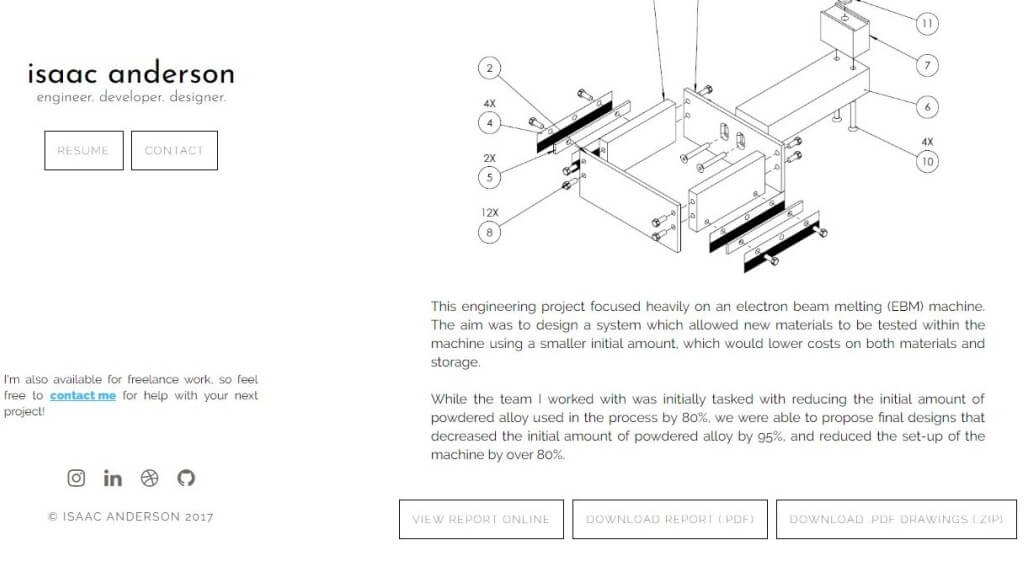 isaac anderson
engineer. developer. designer.
RESUME
CONTACT
I'm also available for freelance work, so feel
free to contact me for help with your next
project!
© ISAAC ANDERSON 2017
2
4X
4
2X
5
12X
8
11
7
6
4X
10
This engineering project focused heavily on an electron beam melting (EBM) machine.
The aim was to design a system which allowed new materials to be tested within the
machine using a smaller initial amount, which would lower costs on both materials and
storage.
While the team I worked with was initially tasked with reducing the initial amount of
powdered alloy used in the process by 80%, we were able to propose final designs that
decreased the initial amount of powdered alloy by 95%, and reduced the set-up of the
machine by over 80%.
VIEW REPORT ONLINE
DOWNLOAD REPORT (.PDF)
DOWNLOAD .PDF DRAWINGS (.ZIP)